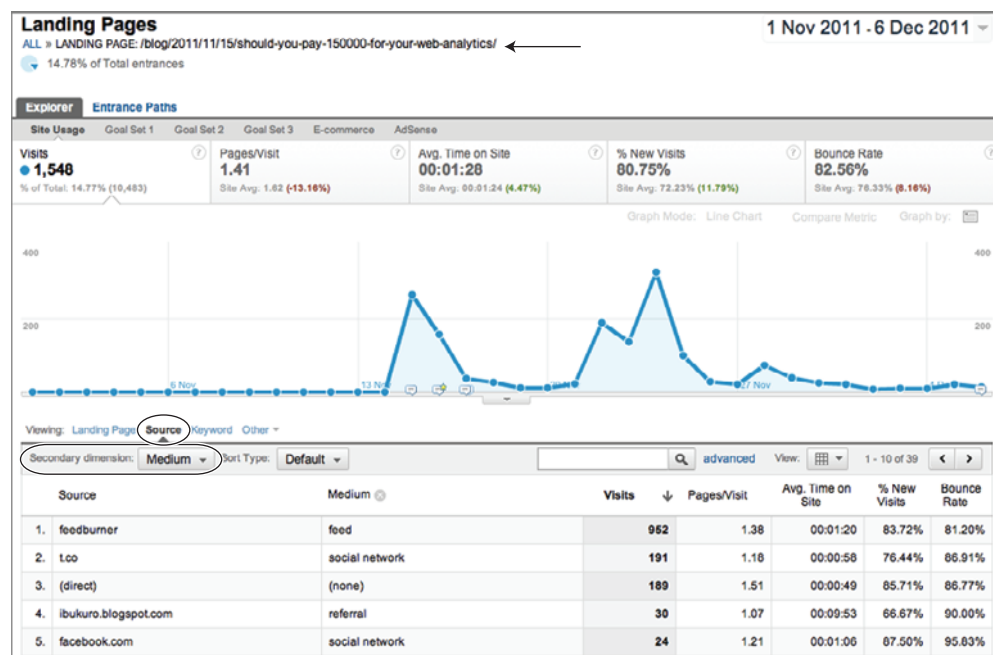 Landing Pages
1 Nov 2011 - 6 Dec 2011
ALL » LANDING PAGE: /blog/2011/11/15/should-you-pay-150000-for-your-web-analytics/
14.78% of Total entrances
Explorer Entrance Paths
Site Usage Goal Set 1 Goal Set 2 Goal Set 3 E-commerce AdSense
Visits ? Pages/Visit ? Avg. Time on Site ? % New Visits ? Bounce Rate ?
1,548 1.41 00:01:28 80.75% 82.56%
% of Total: 14.77% (10,483) Site Avg: 1.62 (-13.16%) Site Avg: 00:01:24 (4.47%) Site Avg: 72.23% (11.79%) Site Avg: 76.33% (8.16%)
Graph Mode: Line Chart Compare Metric Graph by:
400 400
200 200
6 Nov 13 Nov 27 Nov
Viewing: Landing Page Source Keyword Other
Secondary dimension: Medium Sort Type: Default advanced View: 1 - 10 of 39
Source Medium Visits Pages/Visit Avg. Time on Site % New Visits Bounce Rate
1. feedburner feed 952 1.38 00:01:20 83.72% 81.20%
2. t.co social network 191 1.18 00:00:58 76.44% 86.91%
3. (direct) (none) 189 1.51 00:00:49 85.71% 86.77%
4. ibukuro.blogspot.com referral 30 1.07 00:09:53 66.67% 90.00%
5. facebook.com social network 24 1.21 00:01:06 87.50% 95.83%